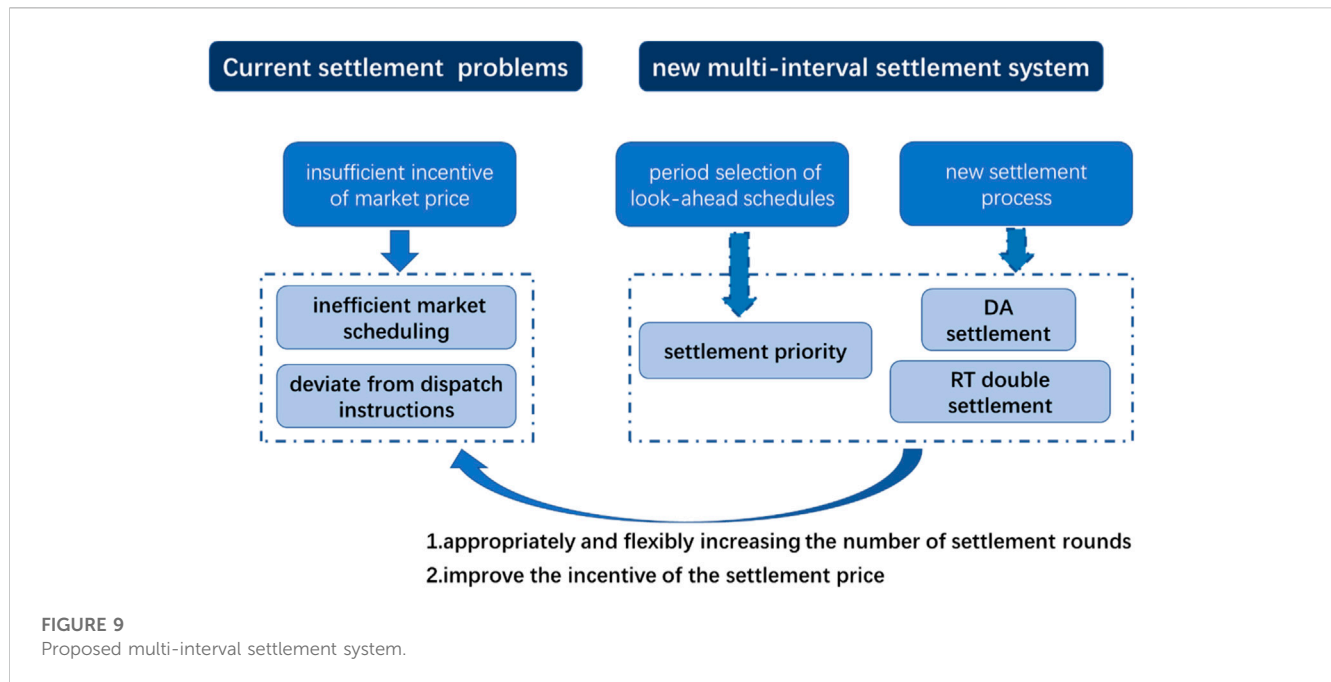 Current settlement problems
new multi-interval settlement system
insufficient incentive
of market price
period selection of
look-ahead schedules
new settlement
process
inefficient market
scheduling
deviate from dispatch
instructions
settlement priority
DA
settlement
RT double
settlement
1.appropriately and flexibly increasing the number of settlement rounds
2.improve the incentive of the settlement price
FIGURE 9
Proposed multi-interval settlement system.